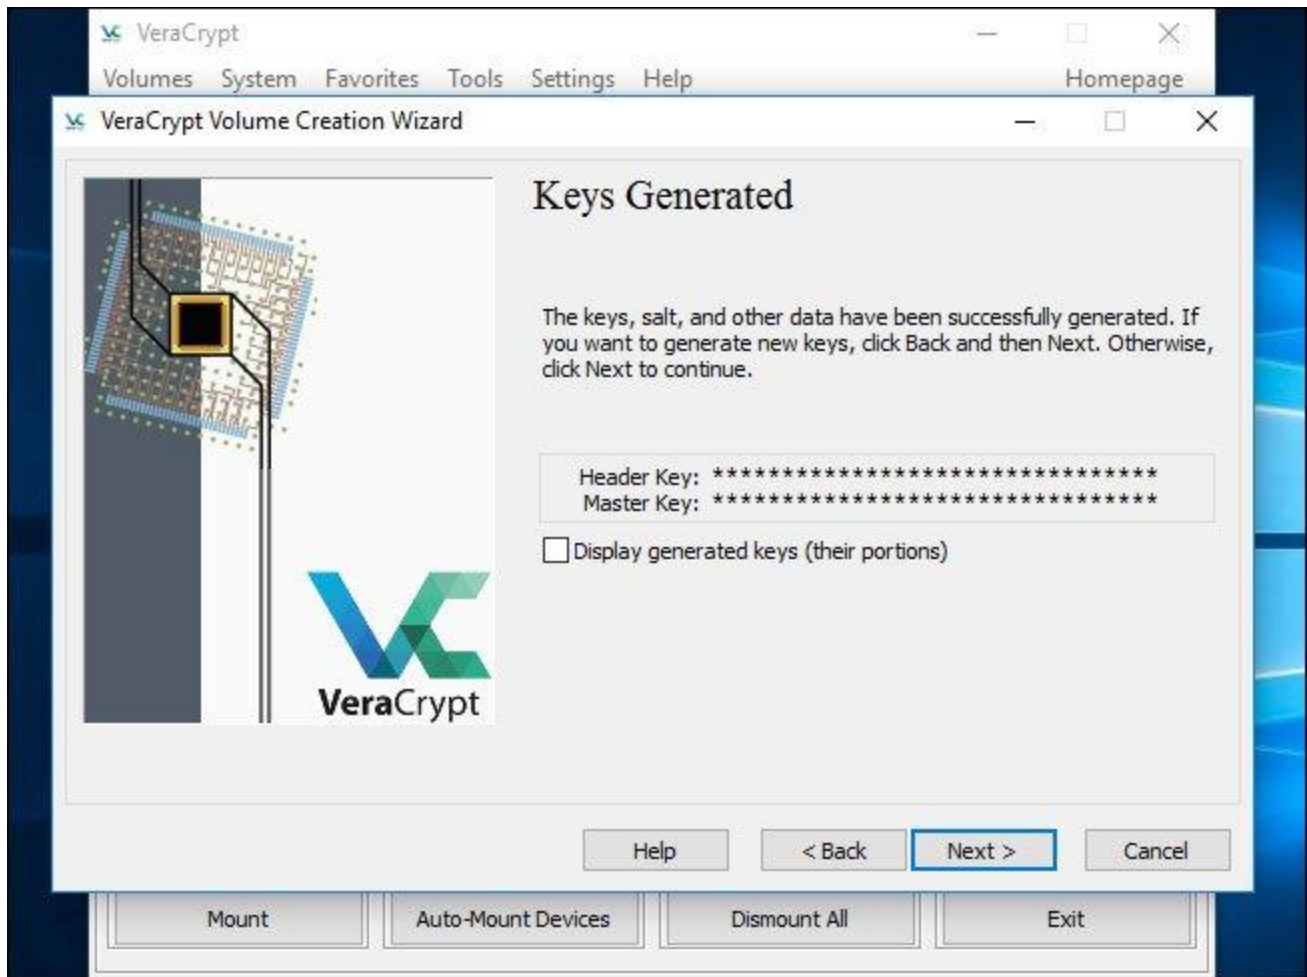 VeraCrypt
Volumes System Favorites Tools Settings Help Homepage
VeraCrypt Volume Creation Wizard
Keys Generated
The keys, salt, and other data have been successfully generated. If
you want to generate new keys, click Back and then Next. Otherwise,
click Next to continue.
Header Key: ********************************
Master Key: ********************************
Display generated keys (their portions)
VeraCrypt
Help < Back Next > Cancel
Mount Auto-Mount Devices Dismount All Exit